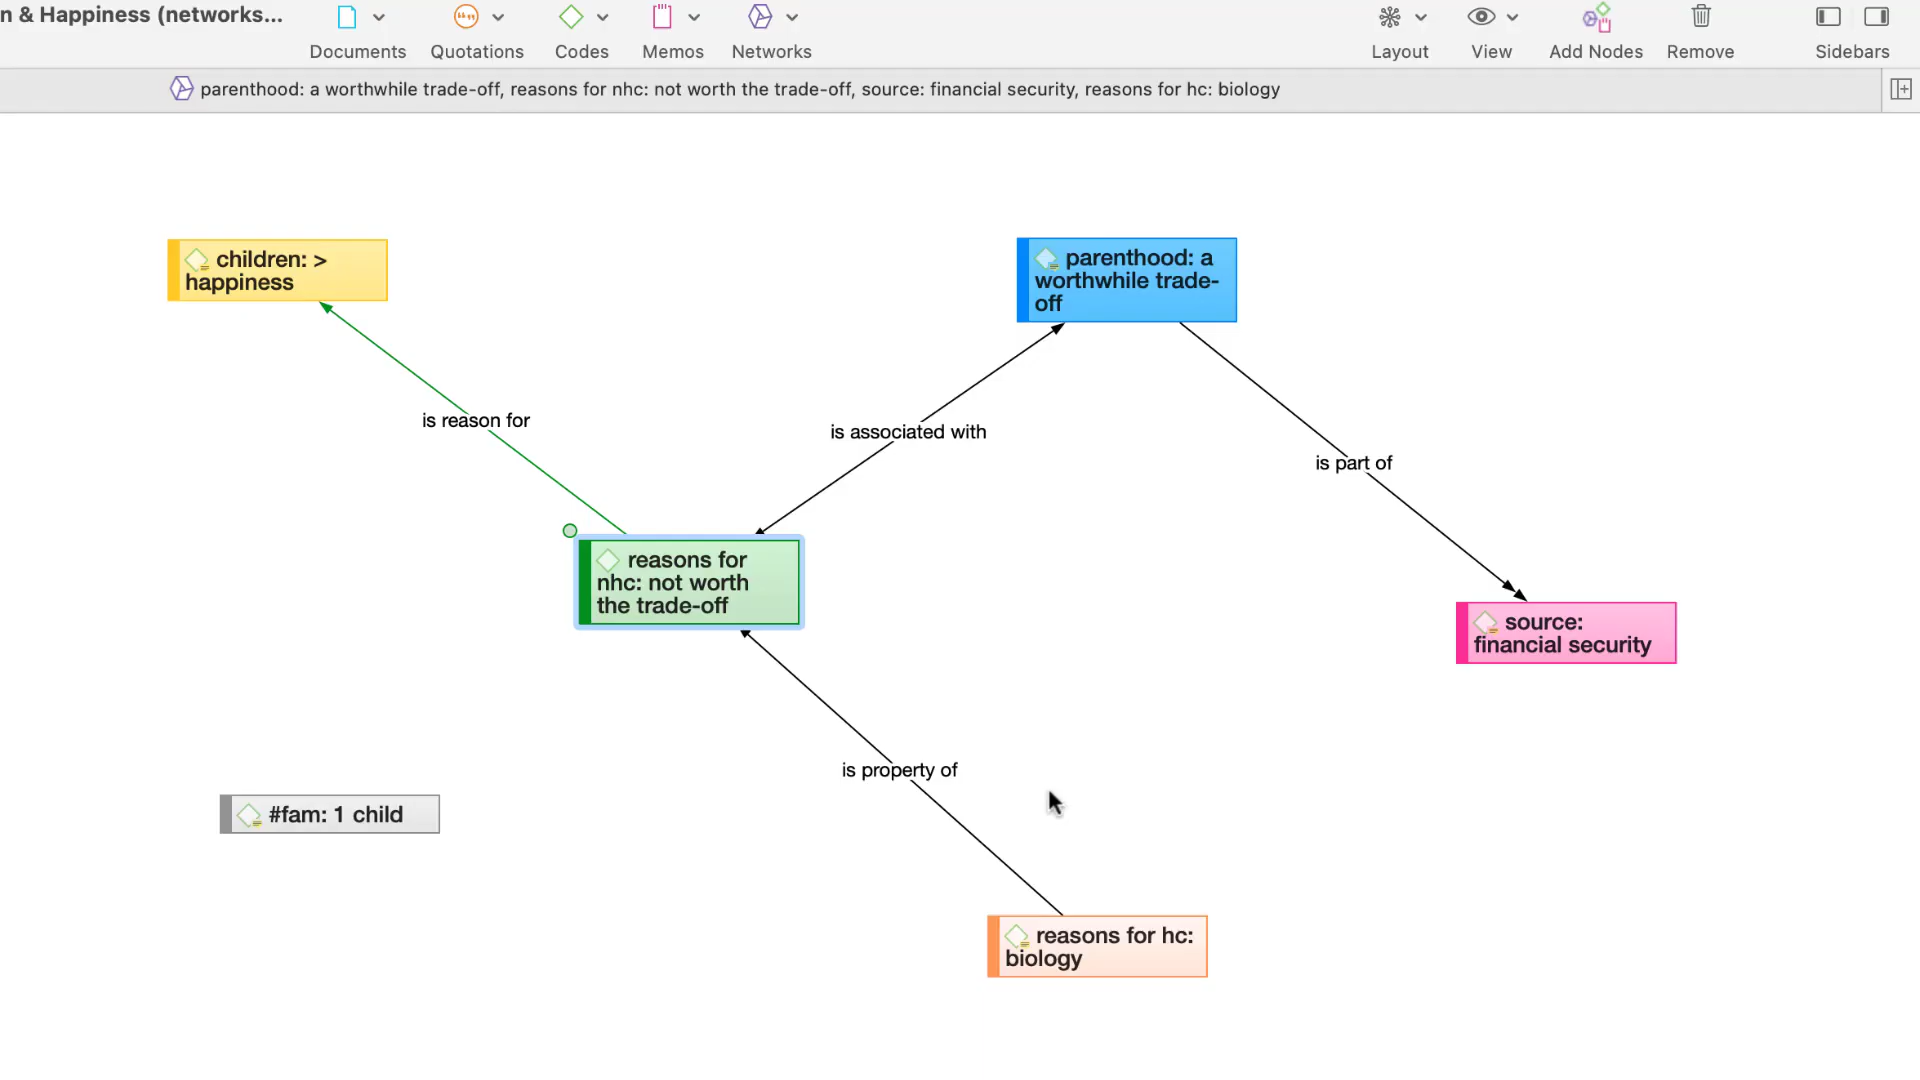 n & Happiness (networks...
Documents
Quotations
Codes
Memos
Networks
Layout
View
Add Nodes
Remove
Sidebars
parenthood: a worthwhile trade-off, reasons for nhc: not worth the trade-off, source: financial security, reasons for hc: biology
children: >
happiness
parenthood: a
worthwhile trade-
off
is reason for
is associated with
is part of
reasons for
nhc: not worth
the trade-off
source:
financial security
is property of
#fam: 1 child
reasons for hc:
biology